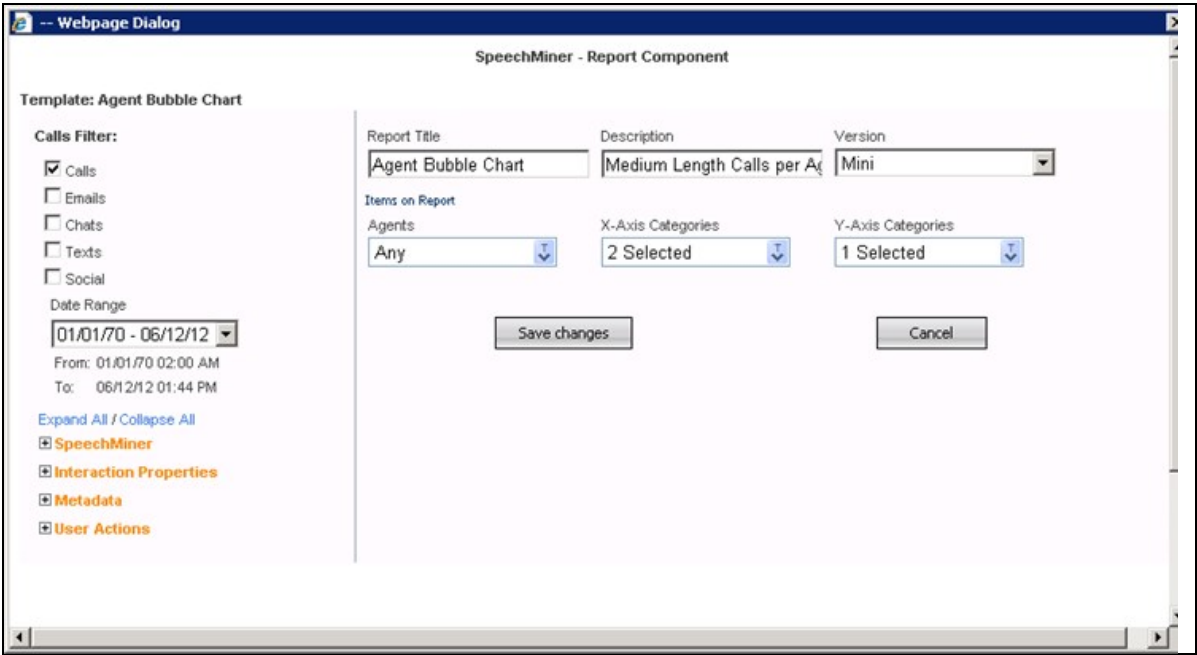 -- Webpage Dialog
SpeechMiner - Report Component
Template: Agent Bubble Chart
Calls Filter:
Calls
Emails
Chats
Texts
Social
Date Range
01/01/70 - 06/12/12
From: 01/01/70 02:00 AM
To: 06/12/12 01:44 PM
Expand All / Collapse All
SpeechMiner
Interaction Properties
Metadata
User Actions
Report Title Description Version
Agent Bubble Chart Medium Length Calls per Ag Mini
Items on Report
Agents X-Axis Categories Y-Axis Categories
Any 2 Selected 1 Selected
Save changes Cancel